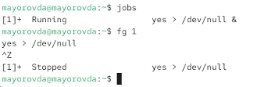 mayorovda@mayorovda:~$ jobs
[1]+  Running                 yes > /dev/null &
mayorovda@mayorovda:~$ fg 1
yes > /dev/null
^Z
[1]+  Stopped                 yes > /dev/null
mayorovda@mayorovda:~$